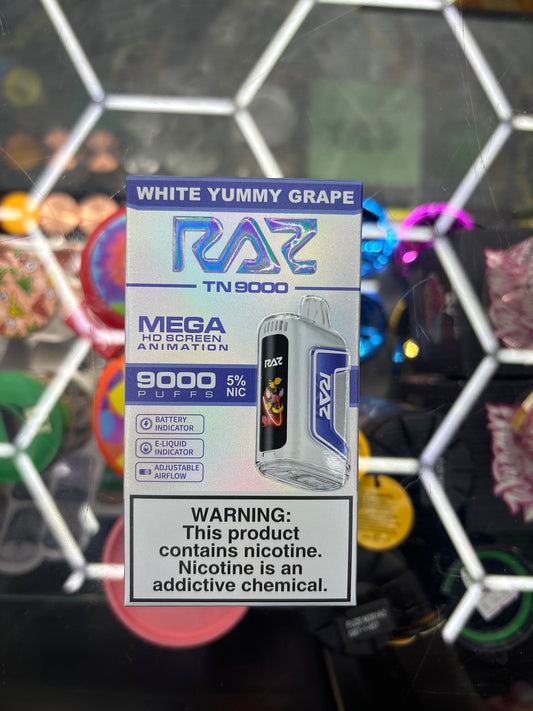 WHITE YUMMY GRAPE
RAZ
TN 9000
MEGA
HD SCREEN
ANIMATION
9000
PUFFS
5%
NIC
BATTERY
INDICATOR
E-LIQUID
INDICATOR
ADJUSTABLE
AIRFLOW
RAZ
RAZ
WARNING:
This product
contains nicotine.
Nicotine is an
addictive chemical.